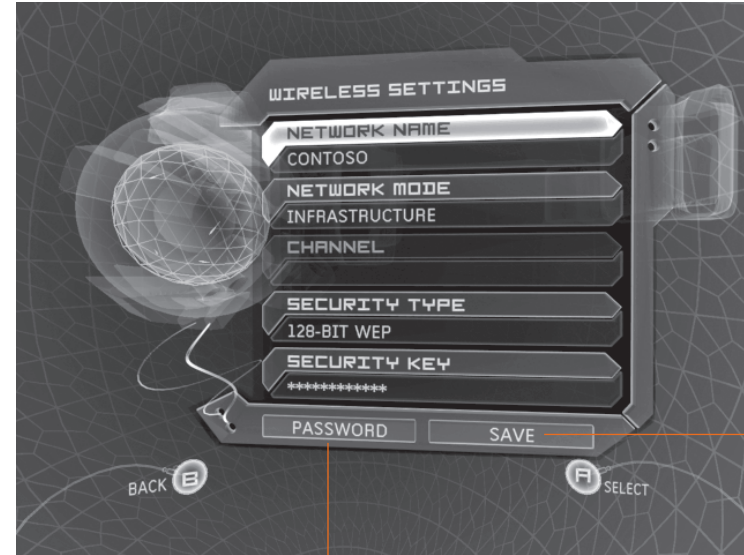 WIRELESS SETTINGS
NETWORK NAME
CONTOSO
NETWORK MODE
INFRASTRUCTURE
CHANNEL
SECURITY TYPE
128-BIT WEP
SECURITY KEY
************
PASSWORD
SAVE
BACK B
A SELECT